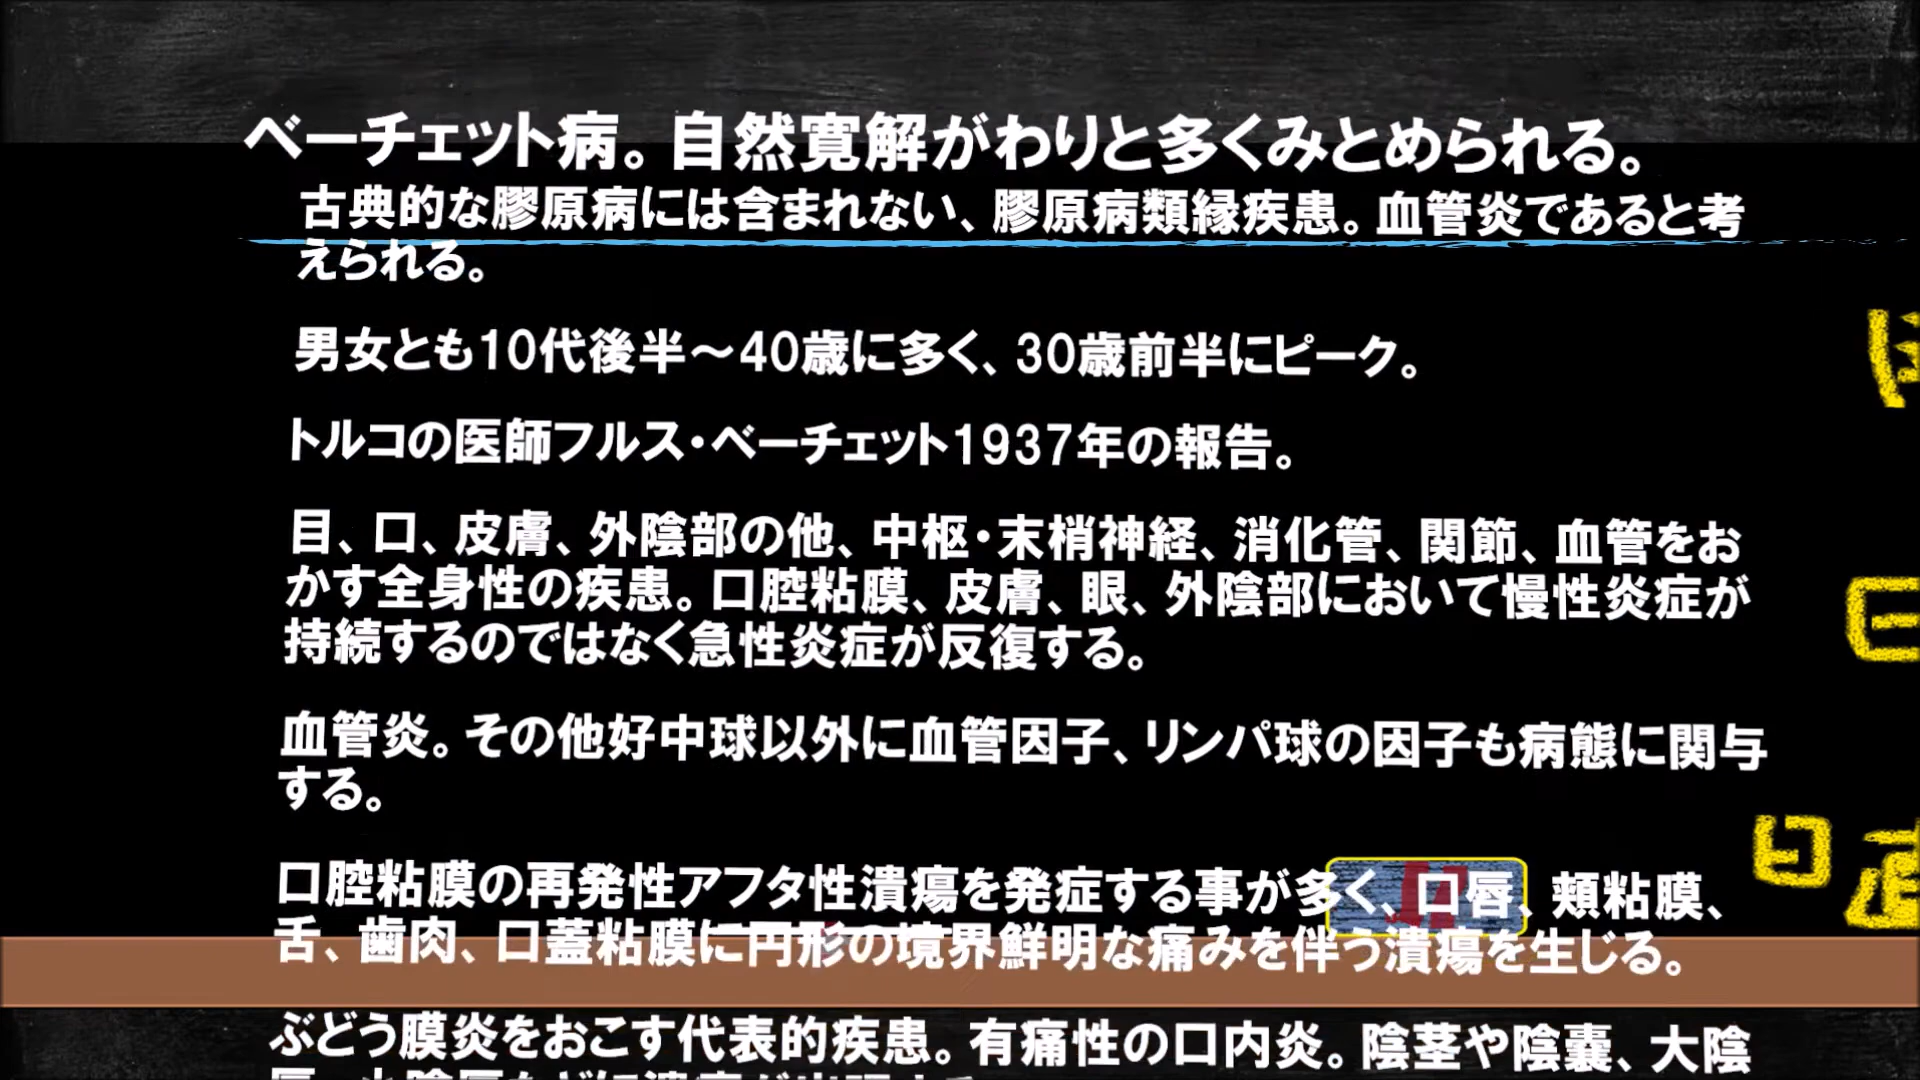 ベーチェット病。自然寛解がわりと多くみとめられる。
古典的な膠原病には含まれない、膠原病類縁疾患。血管炎であると考
えられる。
男女とも10代後半～40歳に多く、30歳前半にピーク。
トルコの医師フルス・ベーチェット1937年の報告。
目、口、皮膚、外陰部の他、中枢・末梢神経、消化管、関節、血管をお
かす全身性の疾患。口腔粘膜、皮膚、眼、外陰部において慢性炎症が
持続するのではなく急性炎症が反復する。
血管炎。その他好中球以外に血管因子、リンパ球の因子も病態に関与
する。
口腔粘膜の再発性アフタ性潰瘍を発症する事が多く、口唇、頬粘膜、
舌、歯肉、口蓋粘膜に円形の境界鮮明な痛みを伴う潰瘍を生じる。
ぶどう膜炎をおこす代表的疾患。有痛性の口内炎。陰茎や陰嚢、大陰